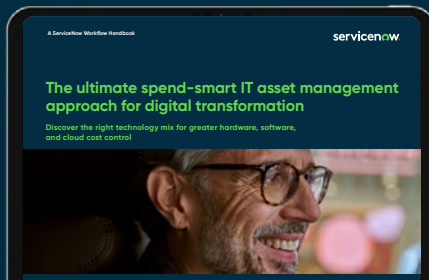 A ServiceNow Workflow Handbook
servicenow.
The ultimate spend-smart IT asset management
approach for digital transformation
Discover the right technology mix for greater hardware, software,
and cloud cost control